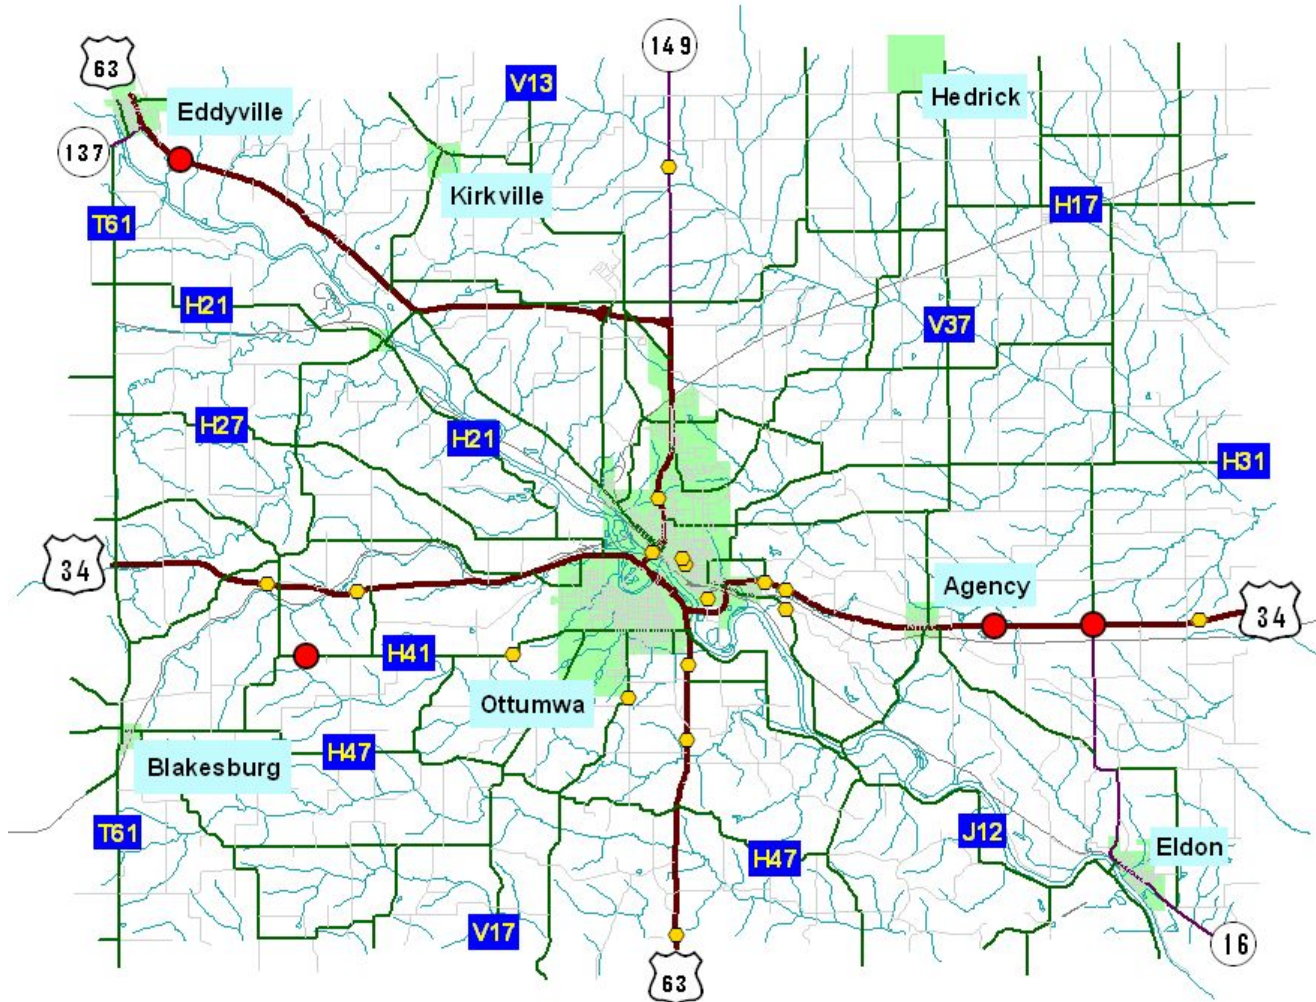 149
63
V13
Hedrick
Eddyville
137
Kirkville
H17
T61
H21
V37
H27
H21
H31
34
Agency
34
H41
Ottumwa
H47
Blakesburg
T61
J12
Eldon
H47
V17
16
63